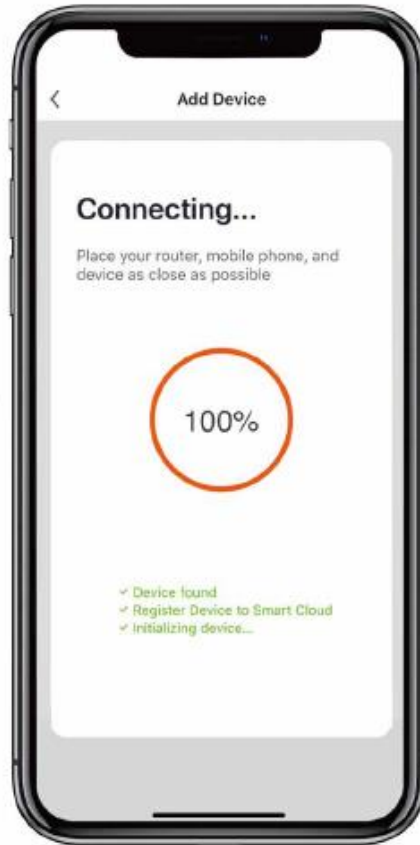 Add Device
Connecting...
Place your router, mobile phone, and
device as close as possible
100%
Device found
Register Device to Smart Cloud
Initializing device...